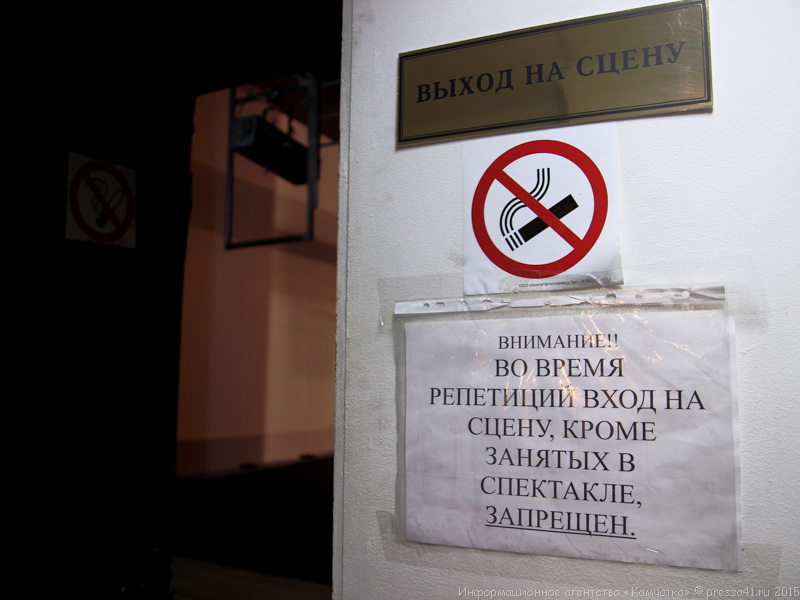 ВЫХОД НА СЦЕНУ
ВНИМАНИЕ!!
ВО ВРЕМЯ
РЕПЕТИЦИЙ ВХОД НА
СЦЕНУ, КРОМЕ
ЗАНЯТЫХ В
СПЕКТАКЛЕ,
ЗАПРЕЩЕН.
Информационное агентство «Камчатка» © pressa41.ru 2015